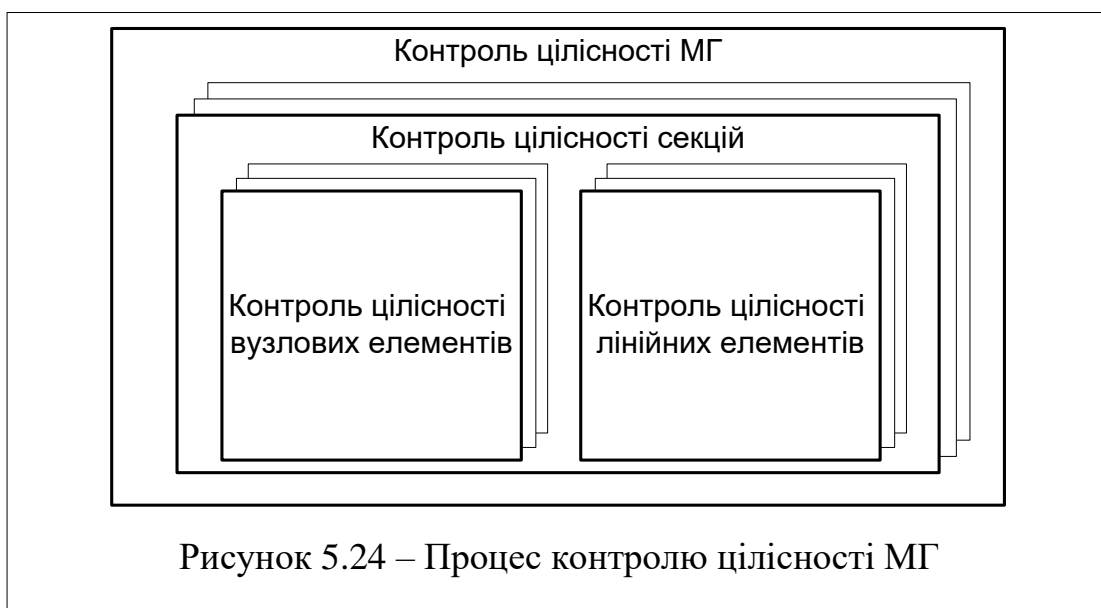 Контроль цілісності МГ
Контроль цілісності секцій
Контроль цілісності
вузлових елементів
Контроль цілісності
лінійних елементів
Рисунок 5.24 – Процес контролю цілісності МГ